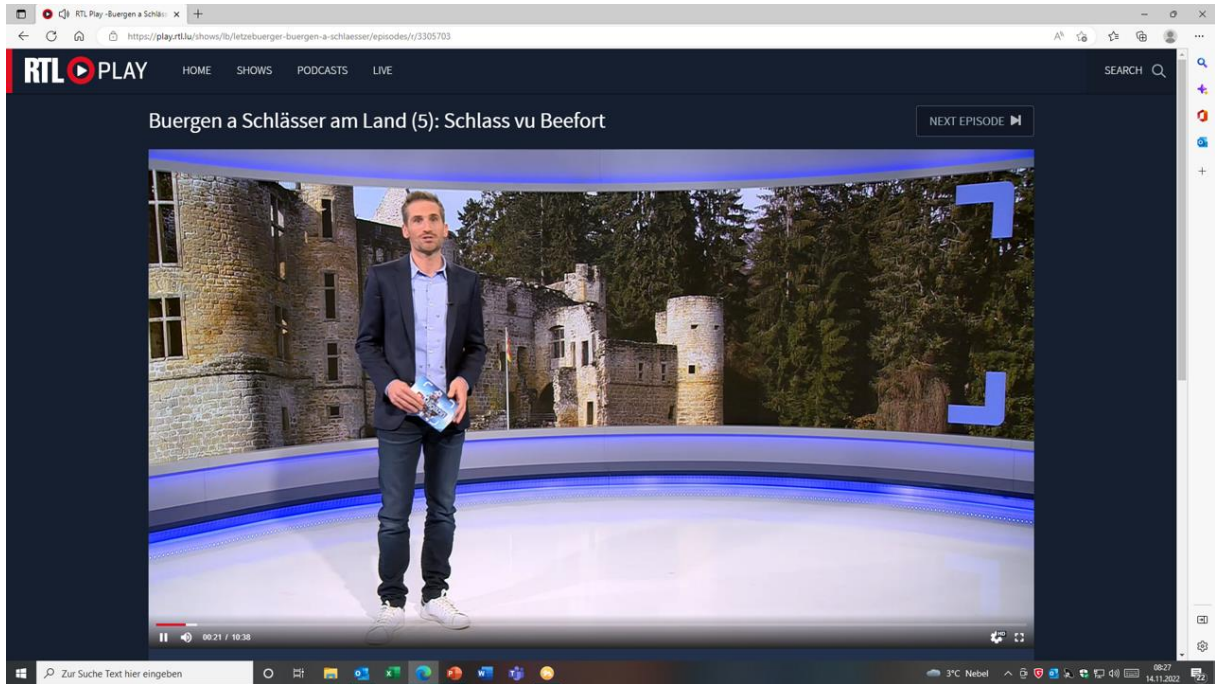 RTL Play -Buergen a Schläss
https://play.rtl.lu/shows/lb/letzebuerger-buergen-a-schlaesser/episodes/r/3305703
RTL PLAY
HOME
SHOWS
PODCASTS
LIVE
SEARCH
Buergen a Schlässer am Land (5): Schlass vu Beefort
NEXT EPISODE
00:21 / 10:38
HD
Zur Suche Text hier eingeben
3°C Nebel
08:27
14.11.2022
22